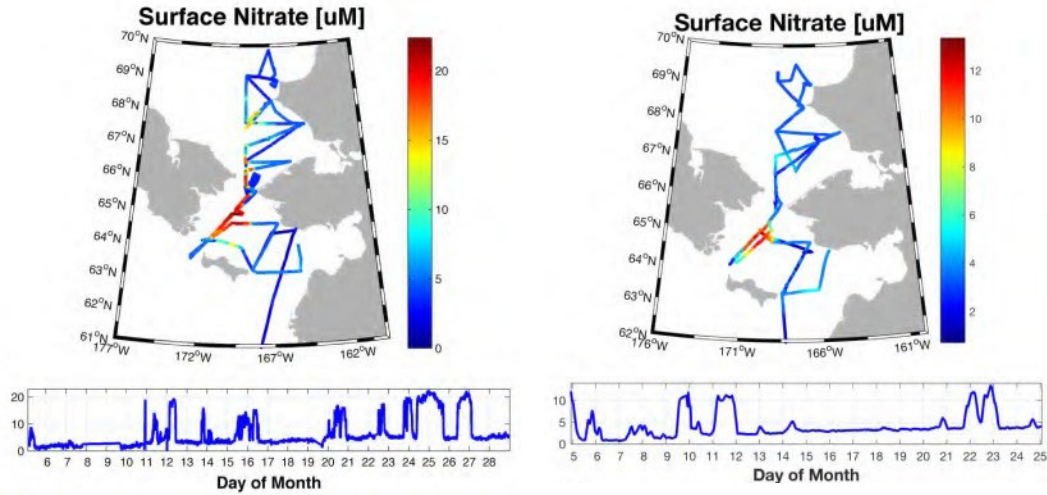 Surface Nitrate [uM]
70°N
69°N
68°N
67°N
66°N
65°N
64°N
63°N
62°N
61°N
177°W
172°W
167°W
162°W
20
15
10
5
0
20
10
0
6 7 8 9 10 11 12 13 14 15 16 17 18 19 20 21 22 23 24 25 26 27 28
Day of Month
Surface Nitrate [uM]
70°N
69°N
68°N
67°N
66°N
65°N
64°N
63°N
62°N
176°W
171°W
166°W
161°W
12
10
8
6
4
2
10
5
0
5 6 7 8 9 10 11 12 13 14 15 16 17 18 19 20 21 22 23 24 25
Day of Month